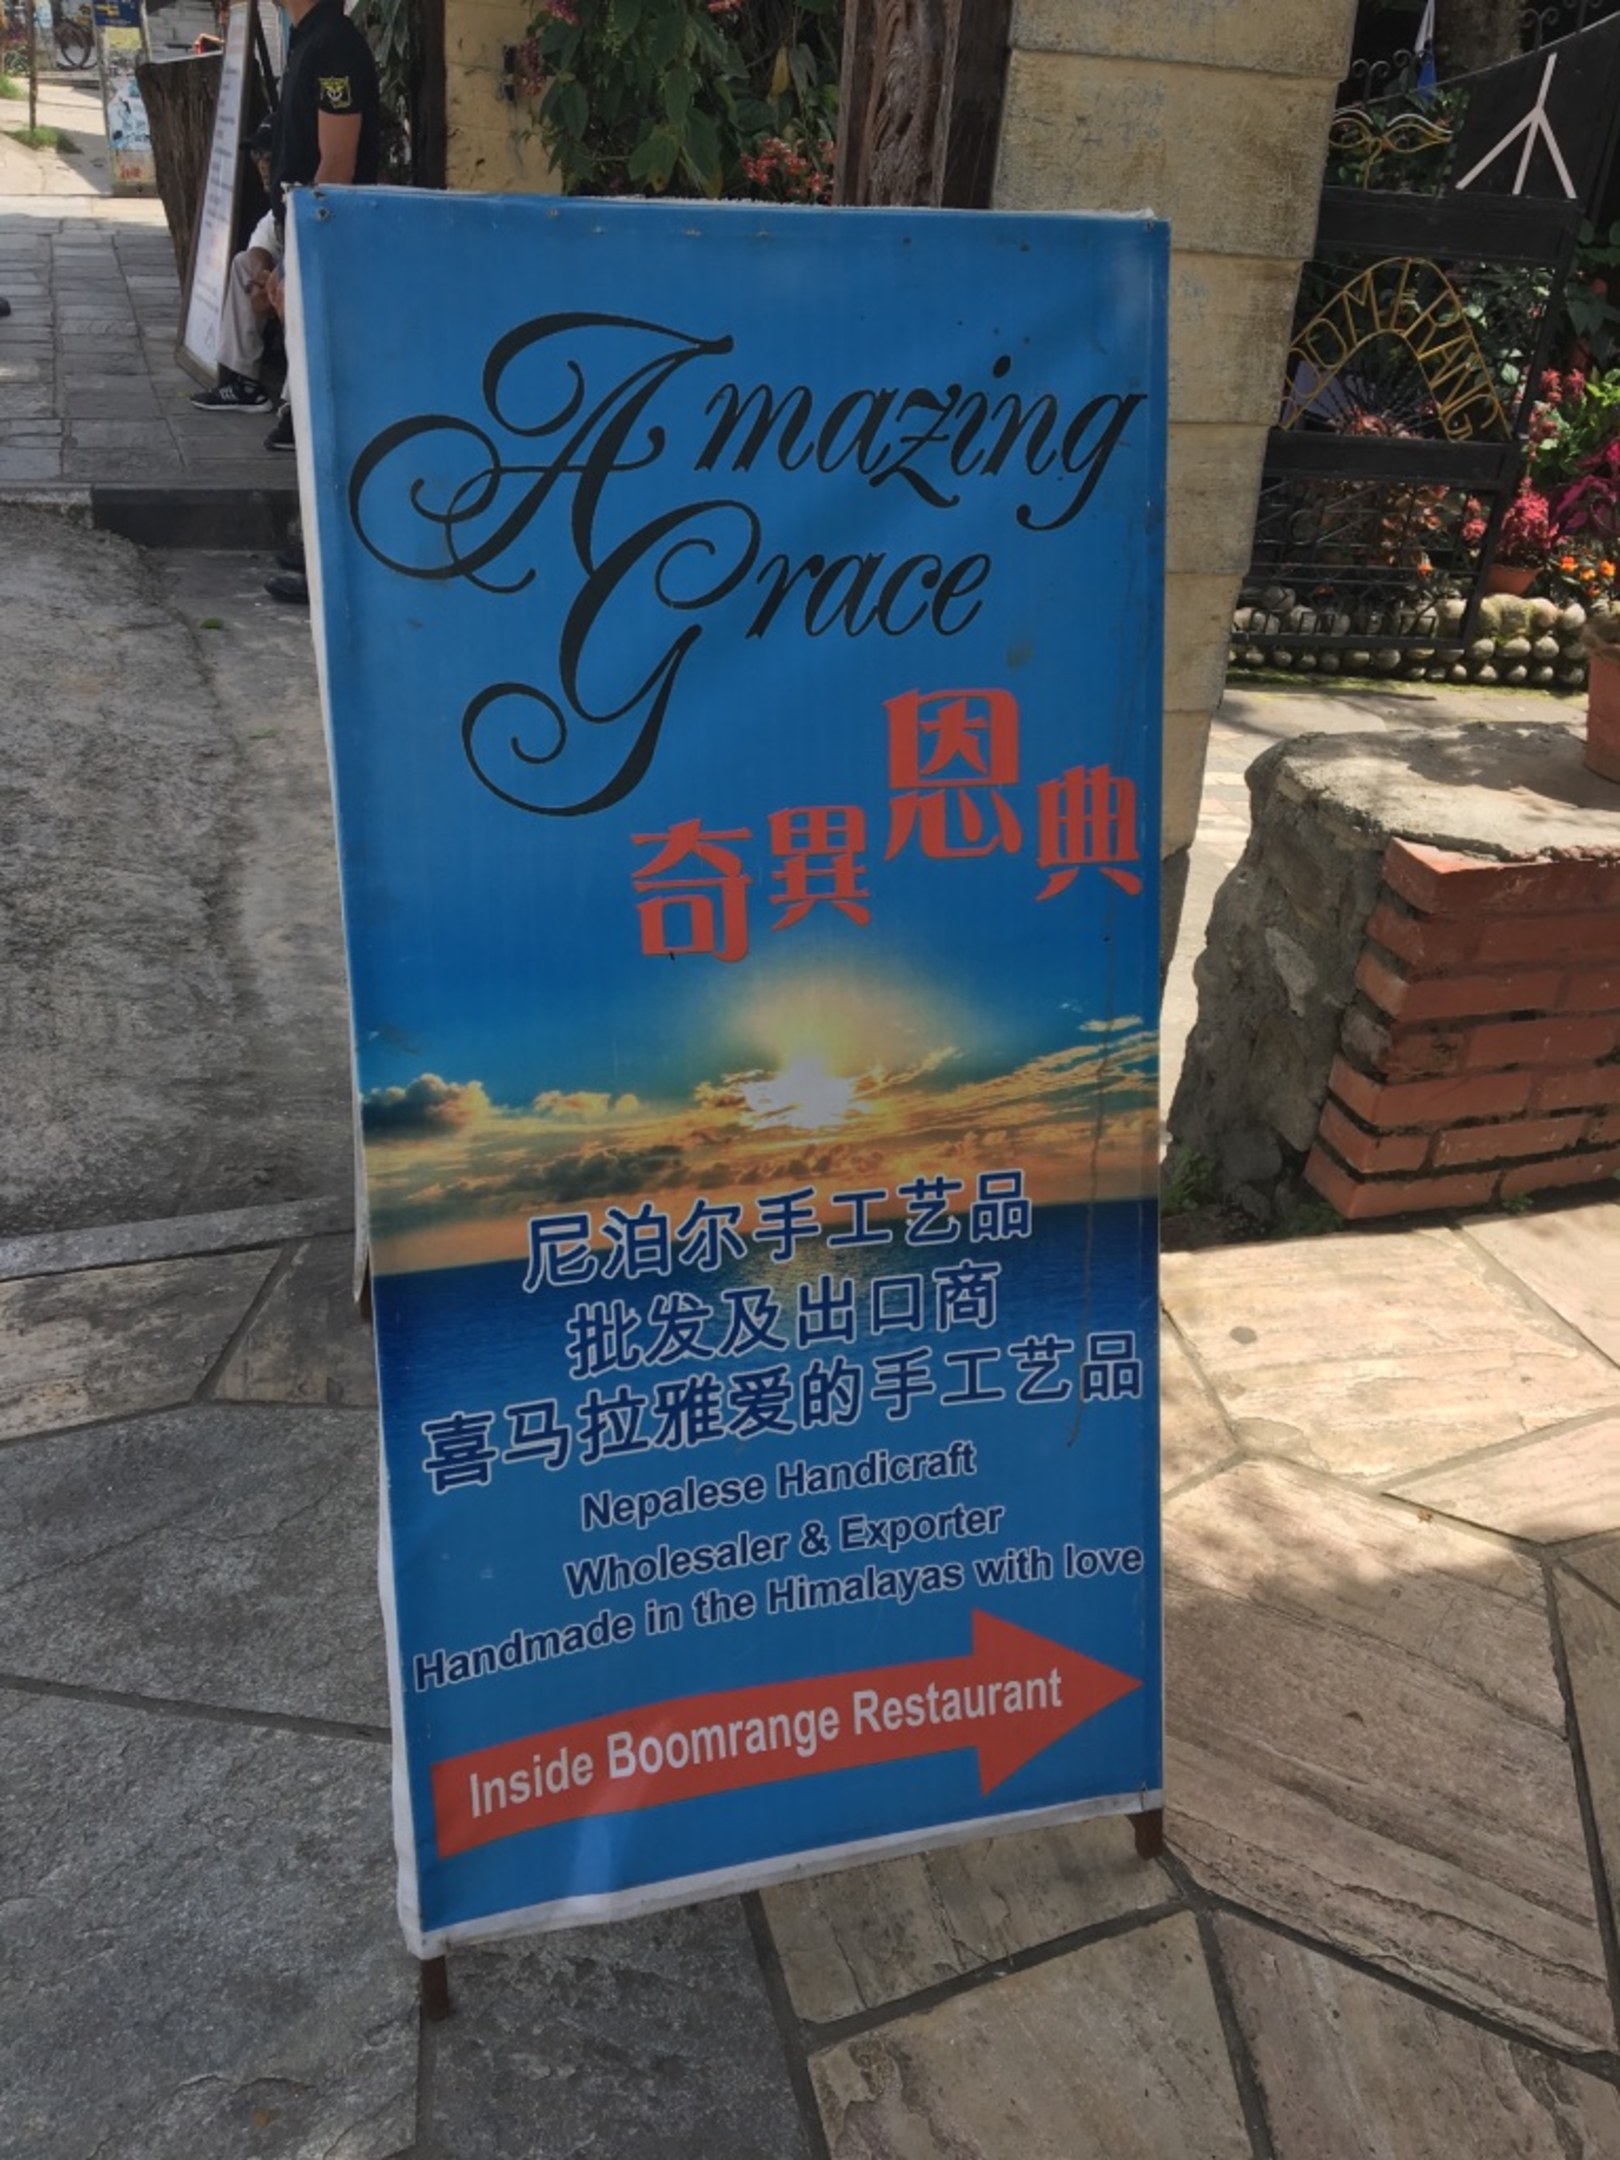 Amazing
Grace
奇異恩典
尼泊尔手工艺品
批发及出口商
喜马拉雅爱的手工艺品
Nepalese Handicraft
Wholesaler & Exporter
Handmade in the Himalayas with love
Inside Boomrange Restaurant